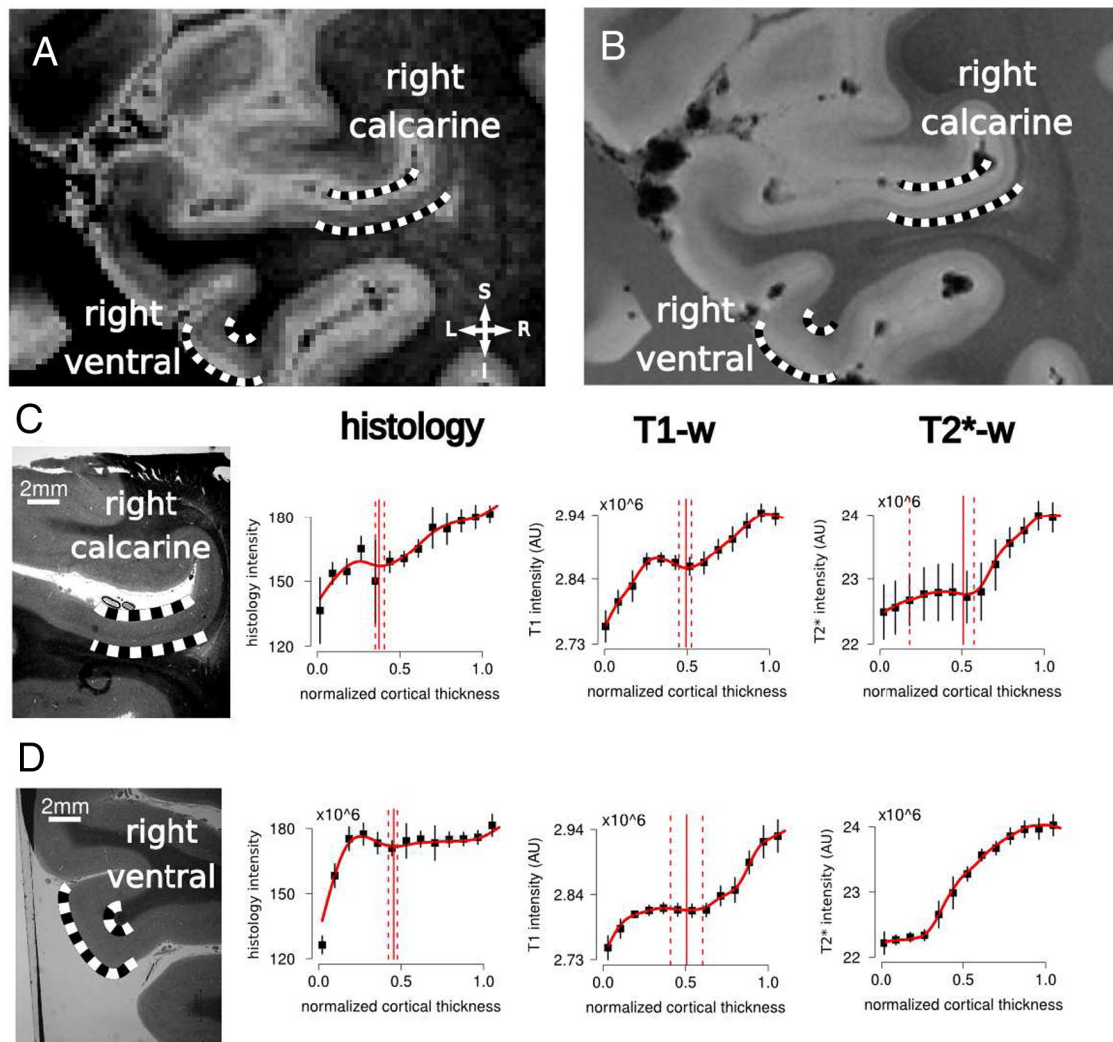 A
right
calcarine
S
L R
I
right
ventral
B
right
calcarine
right
ventral
C
histology
T1-w
T2*-w
2mm
right
calcarine
histology intensity
180
150
120
0.0 0.5 1.0
normalized cortical thickness
x10^6
T1 intensity (AU)
2.94
2.84
2.73
0.0 0.5 1.0
normalized cortical thickness
x10^6
T2* intensity (AU)
24
23
22
0.0 0.5 1.0
normalized cortical thickness
D
2mm
right
ventral
x10^6
histology intensity
180
150
120
0.0 0.5 1.0
normalized cortical thickness
x10^6
T1 intensity (AU)
2.94
2.84
2.73
0.0 0.5 1.0
normalized cortical thickness
x10^6
T2* intensity (AU)
24
23
22
0.0 0.5 1.0
normalized cortical thickness